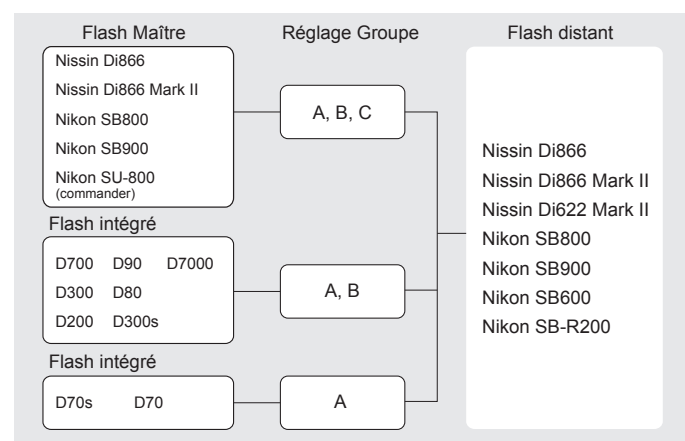 Flash Maître
Réglage Groupe
Flash distant
Nissin Di866
Nissin Di866 Mark II
Nikon SB800
Nikon SB900
Nikon SU-800
(commander)
A, B, C
Flash intégré
D700 D90 D7000
D300 D80
D200 D300s
A, B
Flash intégré
D70s D70
A
Nissin Di866
Nissin Di866 Mark II
Nissin Di622 Mark II
Nikon SB800
Nikon SB900
Nikon SB600
Nikon SB-R200